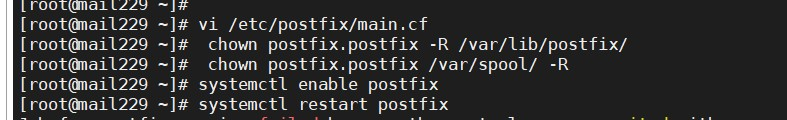 [root@mail229 ~]#
[root@mail229 ~]# vi /etc/postfix/main.cf
[root@mail229 ~]#  chown postfix.postfix -R /var/lib/postfix/
[root@mail229 ~]#  chown postfix.postfix /var/spool/ -R
[root@mail229 ~]# systemctl enable postfix
[root@mail229 ~]# systemctl restart postfix